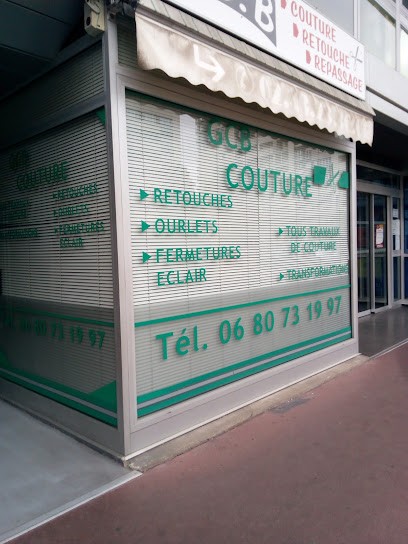 .B
COUTURE
RETOUCHE
REPASSAGE
GCB
COUTURE
RETOUCHES
OURLETS
FERMETURES
ECLAIR
TOUS TRAVAUX
DE COUTURE
TRANSFORMATIONS
Tél. 06 80 73 19 97
GCB
COUTURE
RETOUCHES
OURLETS
FERMETURES
ECLAIR
06 80 73 19 97